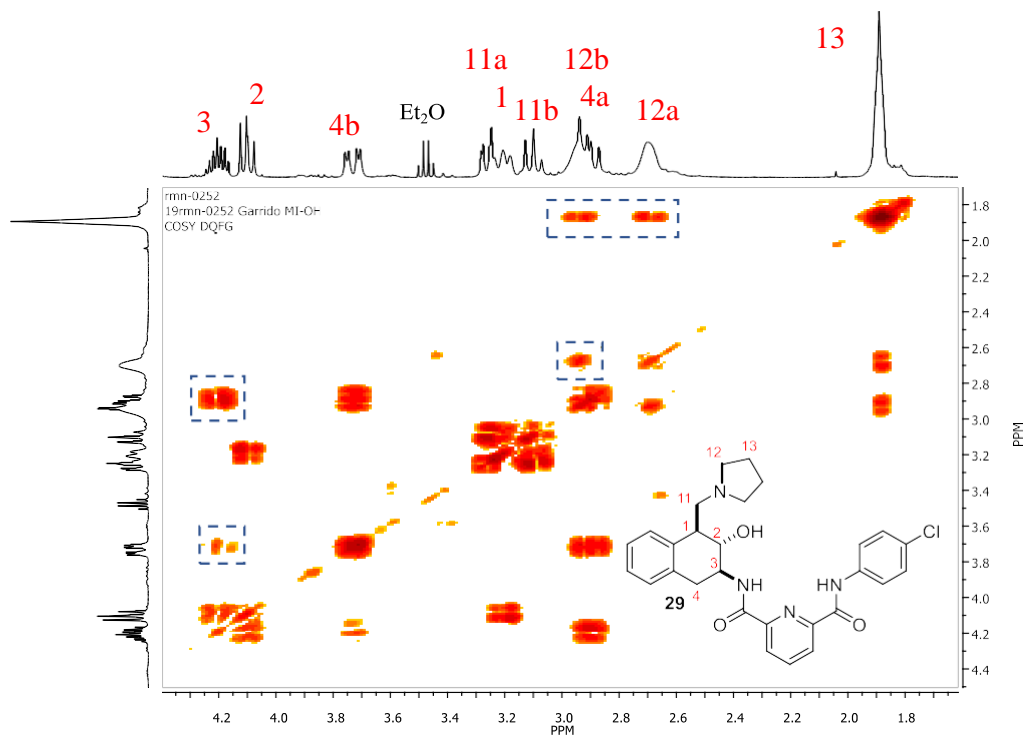 13
11a
12b
2
1
4a
3
4b
Et2O
11b
12a
rmn-0252
19rmn-0252 Garrido MI-OH
COSY DQFG
1.8
2.0
2.2
2.4
2.6
2.8
3.0
3.2
3.4
3.6
3.8
4.0
4.2
4.4
PPM
12
13
N
11
1
2
OH
3
4
29
NH
O
N
HN
O
Cl
4.2
4.0
3.8
3.6
3.4
3.2
3.0
2.8
2.6
2.4
2.2
2.0
1.8
PPM